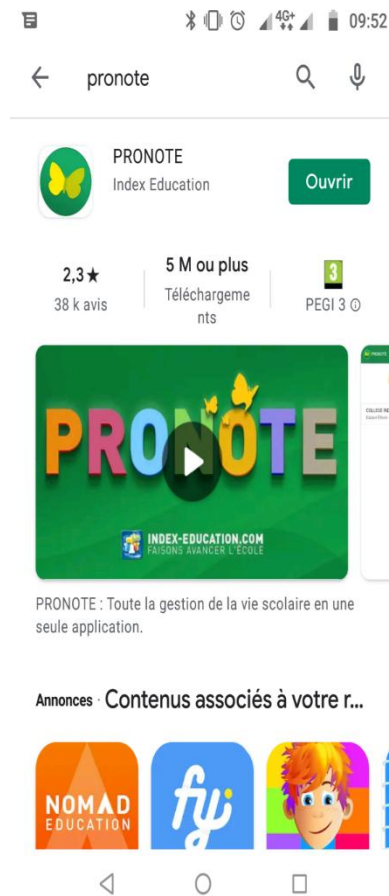 4G+ 09:52
pronote
PRONOTE
Index Education
Ouvrir
2,3★
38 k avis
5 M ou plus
Téléchargeme
nts
3
PEGI 3
PRONOTE
INDEX-EDUCATION.COM
FAISONS AVANCER L'ÉCOLE
PRONOTE : Toute la gestion de la vie scolaire en une
seule application.
Annonces · Contenus associés à votre r...
NOMAD
EDUCATION
fyi